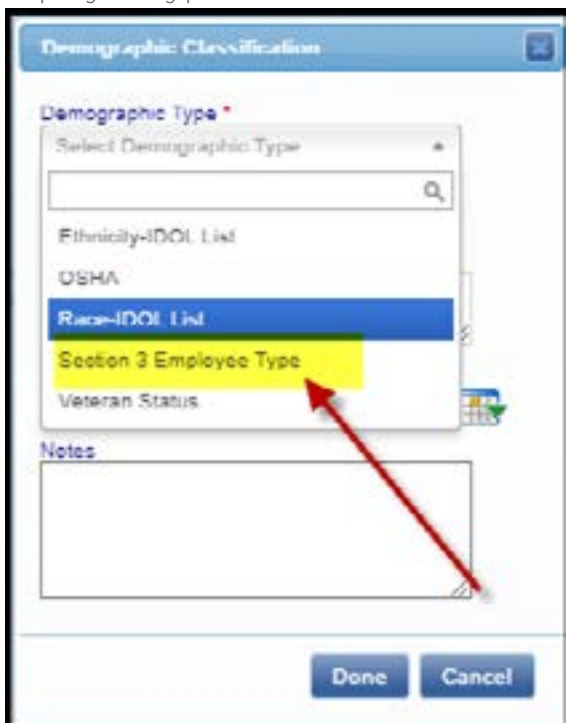 Demographic Classification
Demographic Type *
Select Demographic Type
Ethnicity-IDOL List
OSHA
Race-IDOL List
Section 3 Employee Type
Veteran Status
Notes
Done Cancel